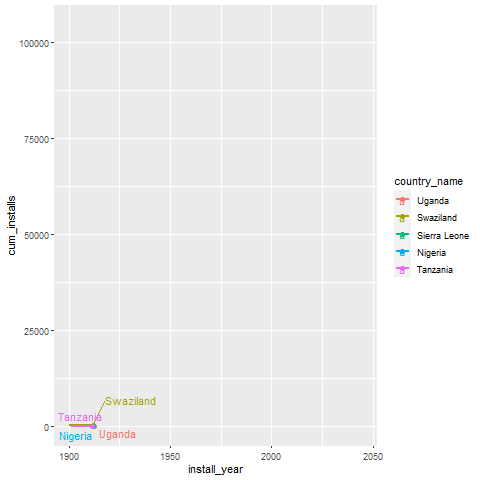 100000
75000
50000
25000
0
cum_installs
Swaziland
Tanzania
Nigeria
Uganda
1900
1950
2000
2050
install_year
country_name
Uganda
Swaziland
Sierra Leone
Nigeria
Tanzania